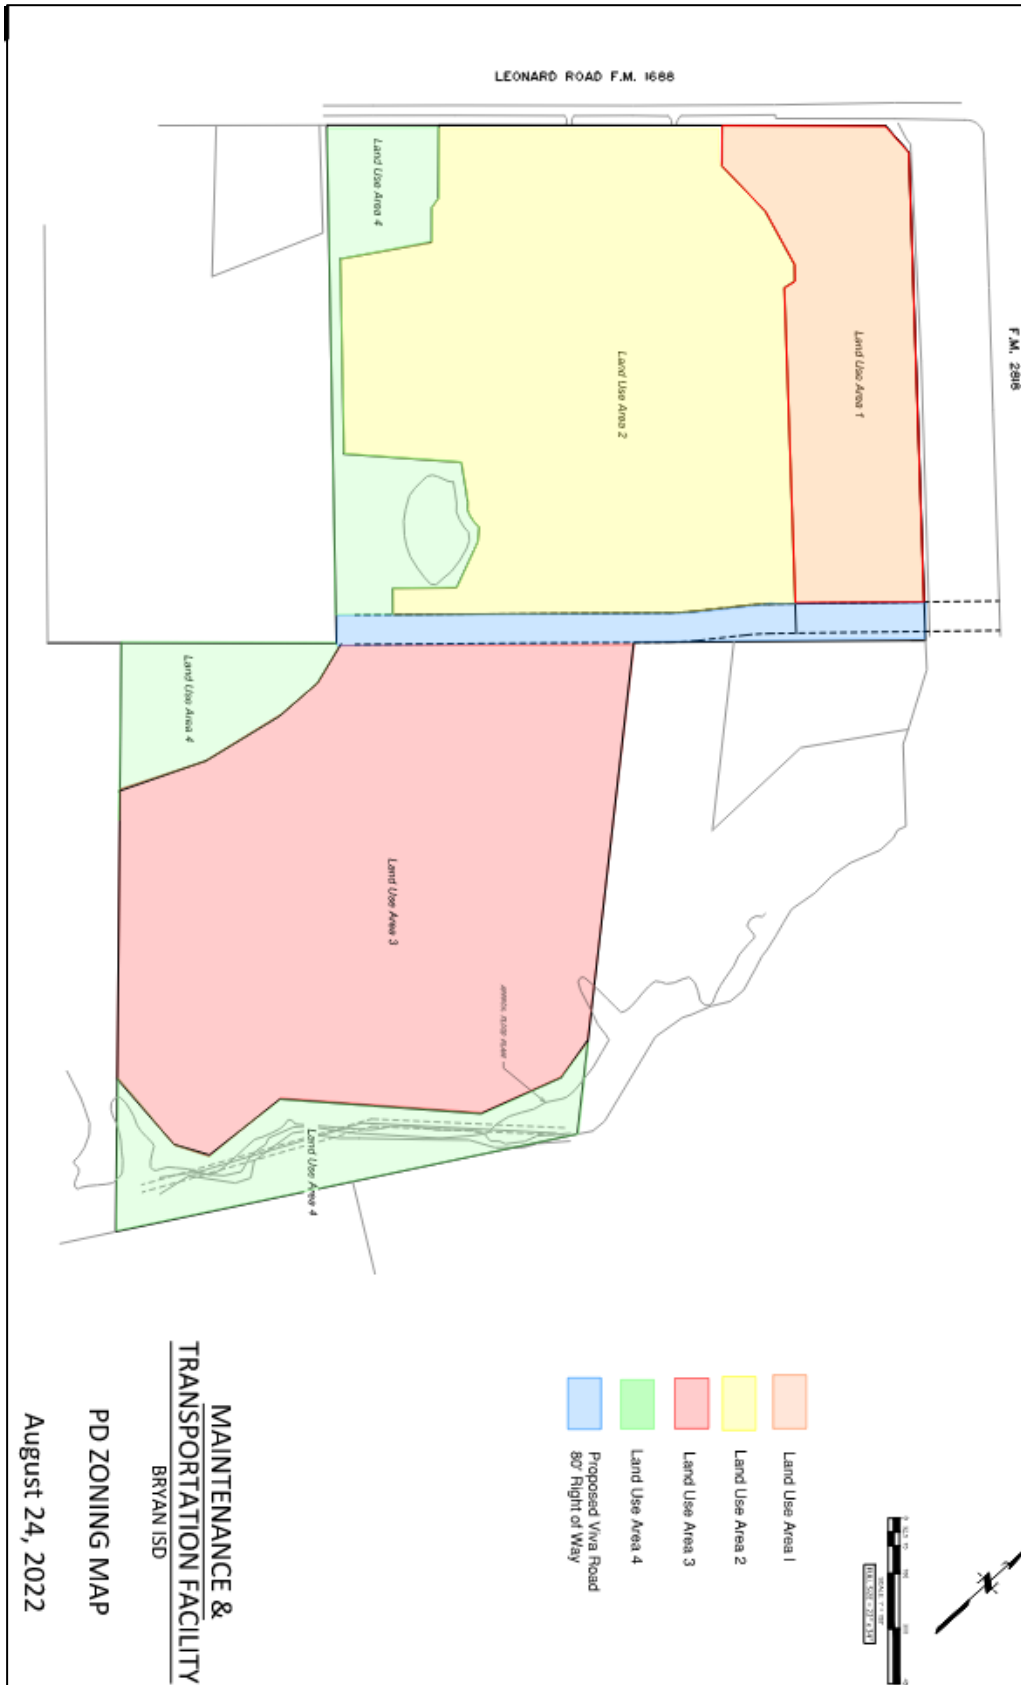 LEONARD ROAD F.M. 1688
F.M. 2818
Land Use Area 4
Land Use Area 2
Land Use Area 1
Land Use Area 4
Land Use Area 3
APPROX. FLOOD PLAIN
Land Use Area 4
Land Use Area I
Land Use Area 2
Land Use Area 3
Land Use Area 4
Proposed Viva Road
80' Right of Way
MAINTENANCE &
TRANSPORTATION FACILITY
BRYAN ISD
PD ZONING MAP
August 24, 2022